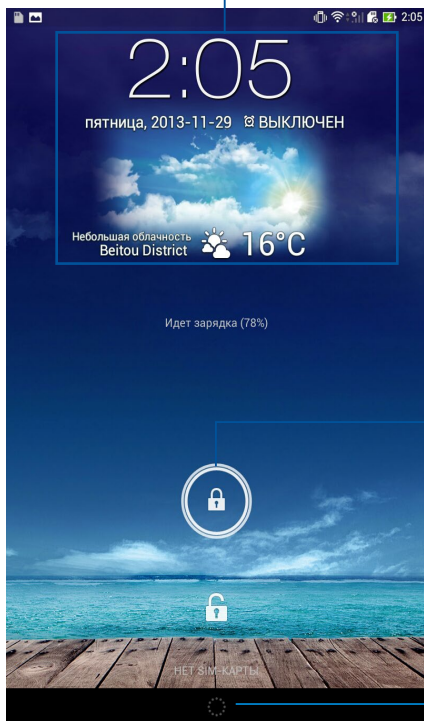 2:05
2:05
пятница, 2013-11-29 ВЫКЛЮЧЕН
Небольшая облачность
Beitou District
16°C
Идет зарядка (78%)
НЕТ SIM-КАРТЫ.